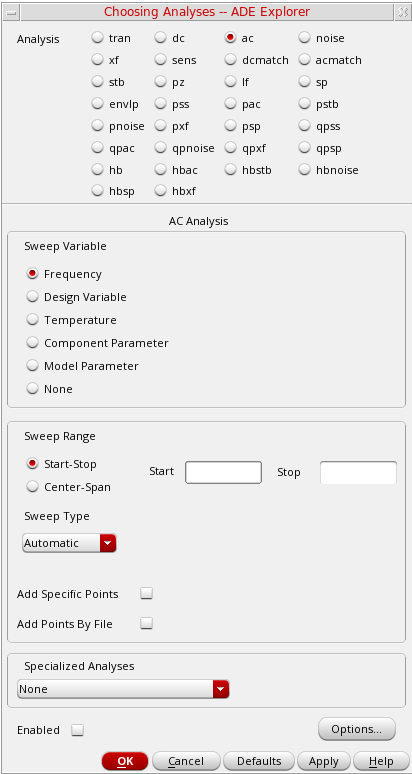 Choosing Analyses -- ADE Explorer
Analysis
tran dc ac noise
xf sens dcmatch acmatch
stb pz lf sp
envlp pss pac pstb
pnoise pxf psp qpss
qpac qpnoise qpxf qpsp
hb hbac hbstb hbnoise
hbsp hbxf
AC Analysis
Sweep Variable
Frequency
Design Variable
Temperature
Component Parameter
Model Parameter
None
Sweep Range
Start-Stop Start Stop
Center-Span
Sweep Type
Automatic
Add Specific Points
Add Points By File
Specialized Analyses
None
Enabled Options...
OK Cancel Defaults Apply Help